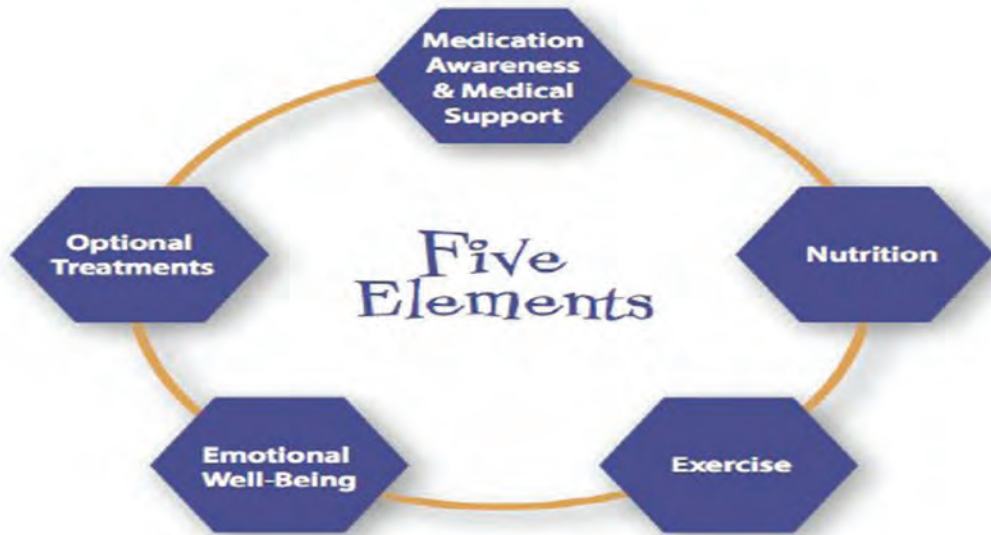 Medication
Awareness
& Medical
Support
Optional
Treatments
Five
Elements
Nutrition
Emotional
Well-Being
Exercise